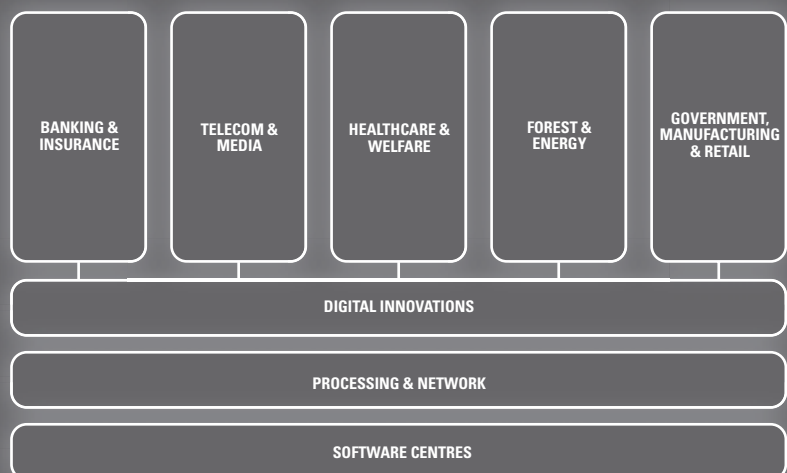 BANKING &
INSURANCE
TELECOM &
MEDIA
HEALTHCARE &
WELFARE
FOREST &
ENERGY
GOVERNMENT,
MANUFACTURING
& RETAIL
DIGITAL INNOVATIONS
PROCESSING & NETWORK
SOFTWARE CENTRES